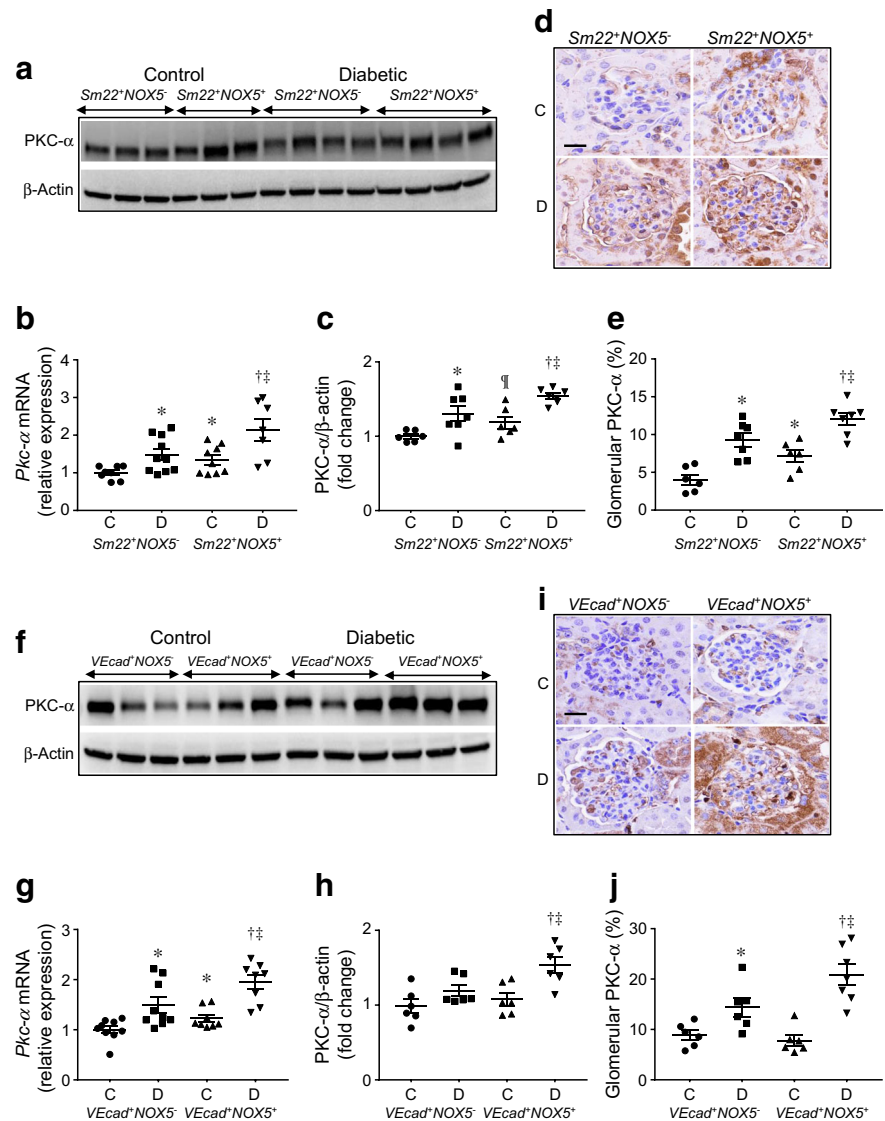 a
Control Diabetic
Sm22+NOX5- Sm22+NOX5+ Sm22+NOX5- Sm22+NOX5+
PKC-α
β-Actin
d
Sm22+NOX5- Sm22+NOX5+
C
D
b
Pkc-α mRNA
(relative expression)
4
3
2
1
0
* * †‡
C D C D
Sm22+NOX5- Sm22+NOX5+
c
PKC-α/β-actin
(fold change)
2
1
0
* ¶ †‡
C D C D
Sm22+NOX5- Sm22+NOX5+
e
Glomerular PKC-α (%)
20
15
10
5
0
* * †‡
C D C D
Sm22+NOX5- Sm22+NOX5+
f
Control Diabetic
VEcad+NOX5- VEcad+NOX5+ VEcad+NOX5- VEcad+NOX5+
PKC-α
β-Actin
i
VEcad+NOX5- VEcad+NOX5+
C
D
g
Pkc-α mRNA
(relative expression)
3
2
1
0
* * †‡
C D C D
VEcad+NOX5- VEcad+NOX5+
h
PKC-α/β-actin
(fold change)
2
1
0
†‡
C D C D
VEcad+NOX5- VEcad+NOX5+
j
Glomerular PKC-α (%)
30
20
10
0
* †‡
C D C D
VEcad+NOX5- VEcad+NOX5+